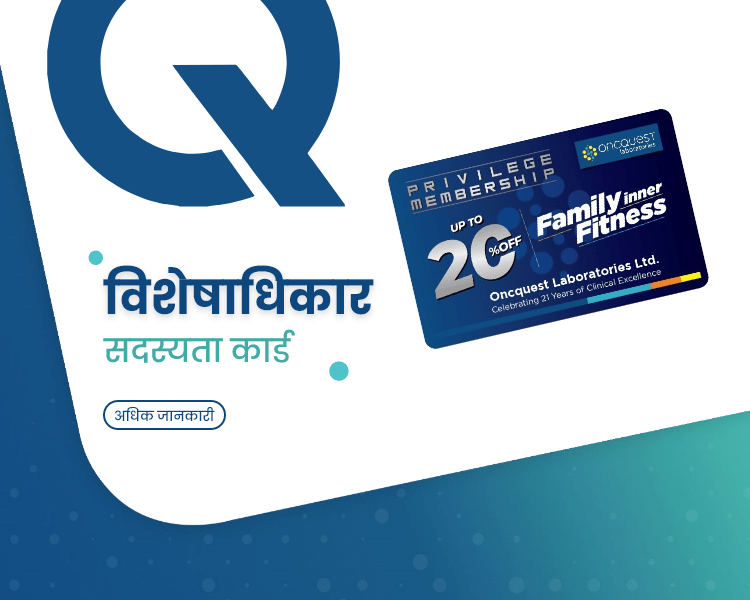 विशेषाधिकार
सदस्यता कार्ड
अधिक जानकारी
PRIVILEGE
MEMBERSHIP
oncquest
laboratories
UP TO
20%OFF
Family inner
Fitness
Oncquest Laboratories Ltd.
Celebrating 21 Years of Clinical Excellence